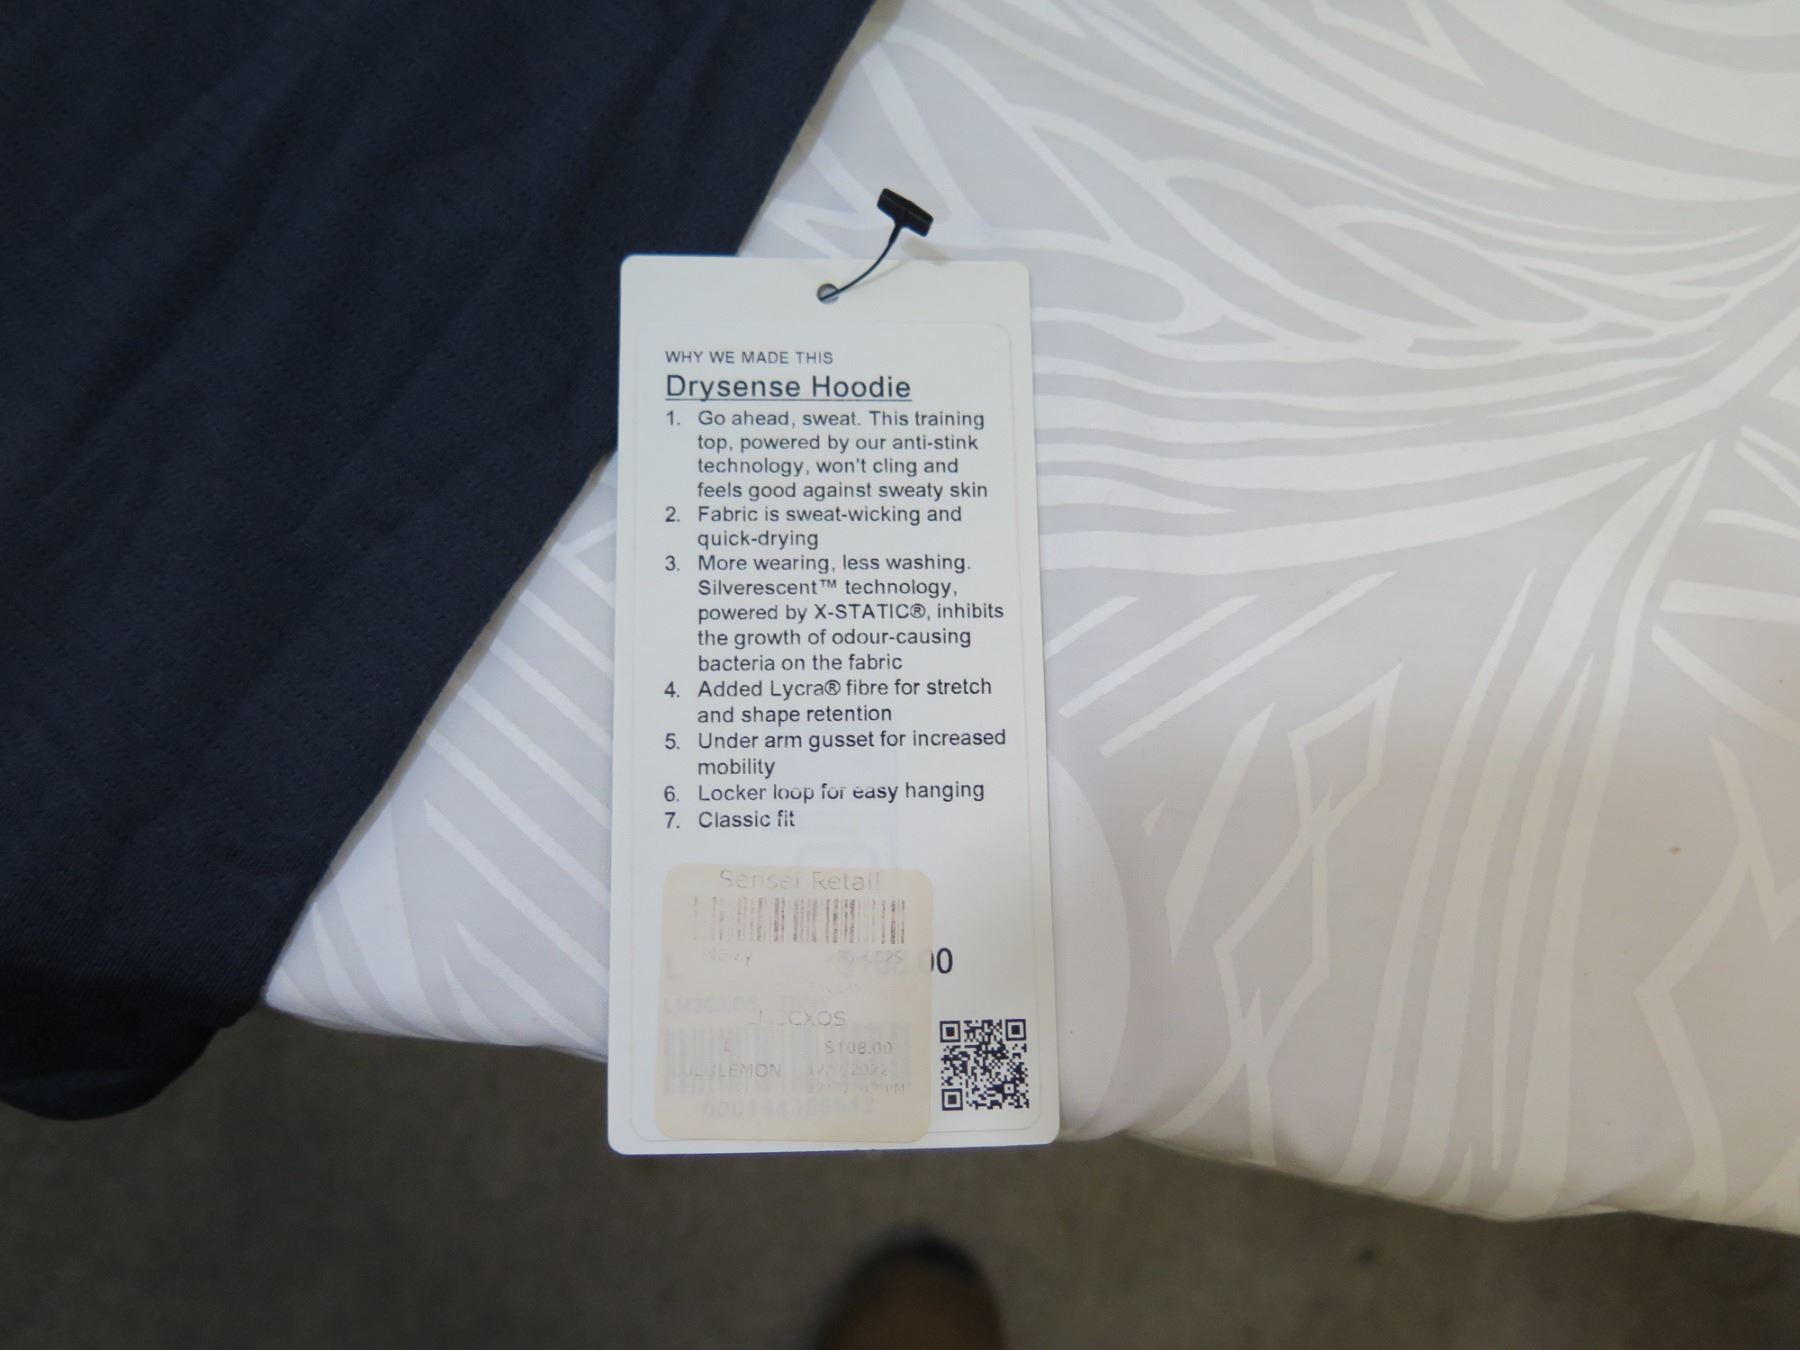 WHY WE MADE THIS
Drysense Hoodie
1. Go ahead, sweat. This training
top, powered by our anti-stink
technology, won't cling and
feels good against sweaty skin
2. Fabric is sweat-wicking and
quick-drying
3. More wearing, less washing.
Silverescent™ technology,
powered by X-STATIC®, inhibits
the growth of odour-causing
bacteria on the fabric
4. Added Lycra® fibre for stretch
and shape retention
5. Under arm gusset for increased
mobility
6. Locker loop for easy hanging
7. Classic fit
Sensei Retail
Navy
L $108.00
L $108.00